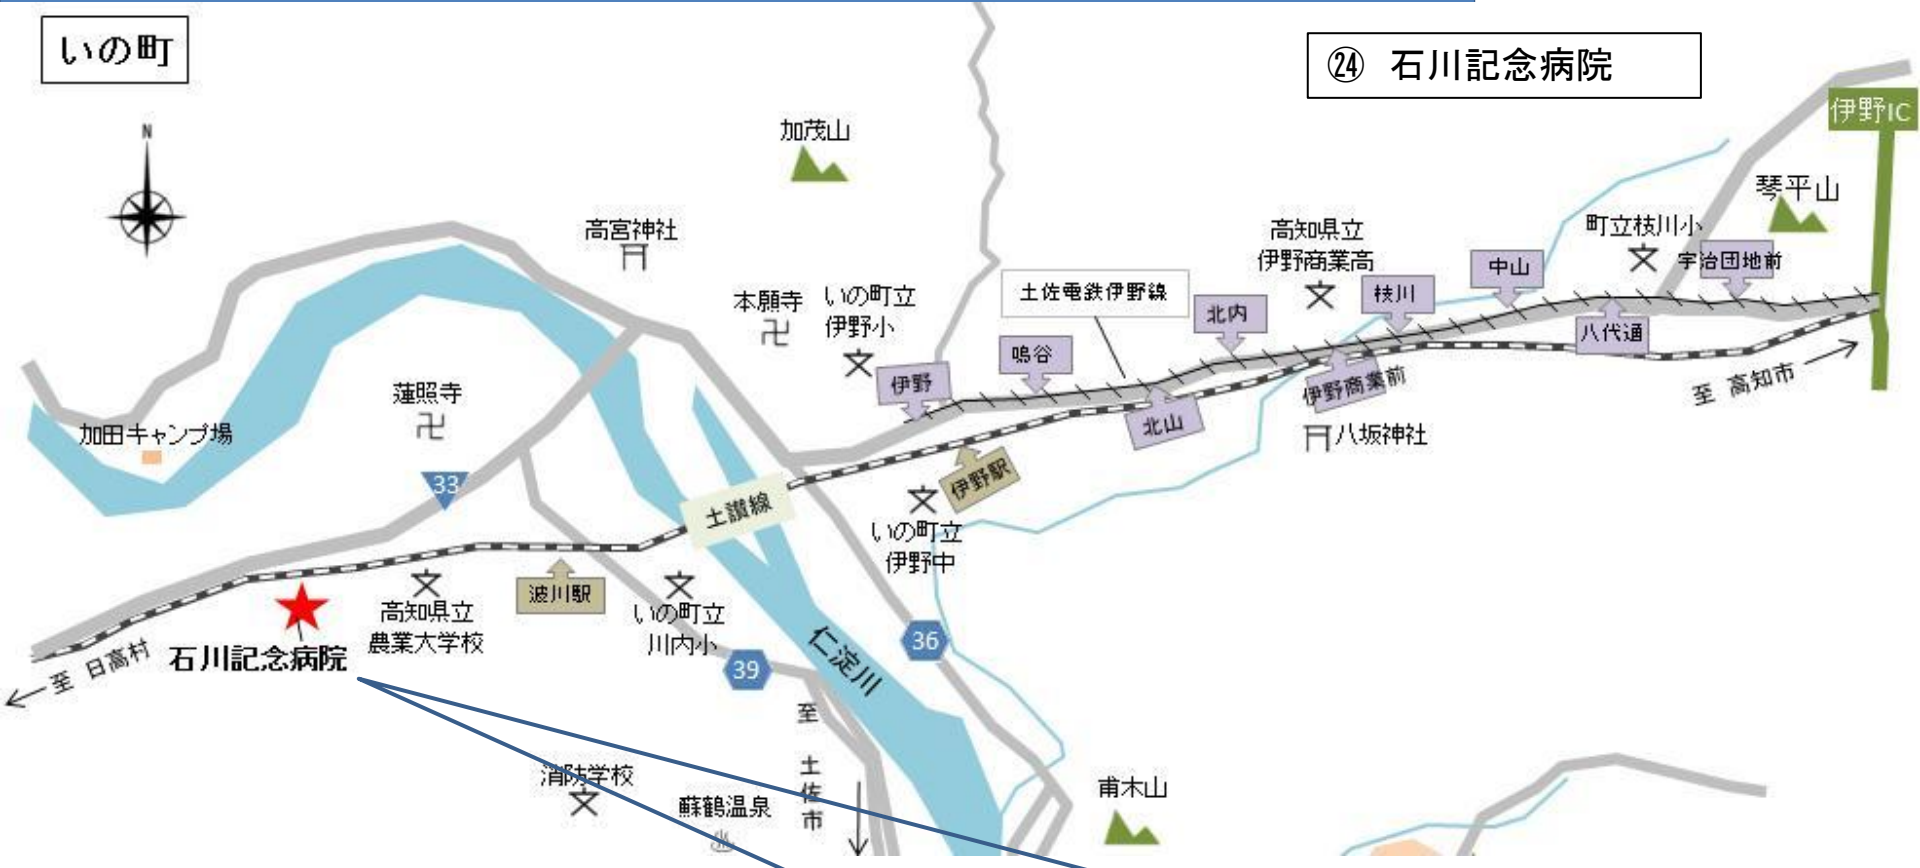 いの町
㉔ 石川記念病院
伊野IC
N
加茂山
琴平山
高宮神社
高知県立
伊野商業高
町立枝川小
中山
宇治団地前
土佐電鉄伊野線
枝川
本願寺
いの町立
伊野小
北内
八代通
鳴谷
伊野
伊野商業前
至 高知市
蓮照寺
北山
八坂神社
加田キャンプ場
33
伊野駅
土讃線
いの町立
伊野中
波川駅
高知県立
農業大学校
いの町立
川内小
石川記念病院
至 日高村
39
36
仁淀川
至 土佐市
消防学校
蘇鶴温泉
甫木山